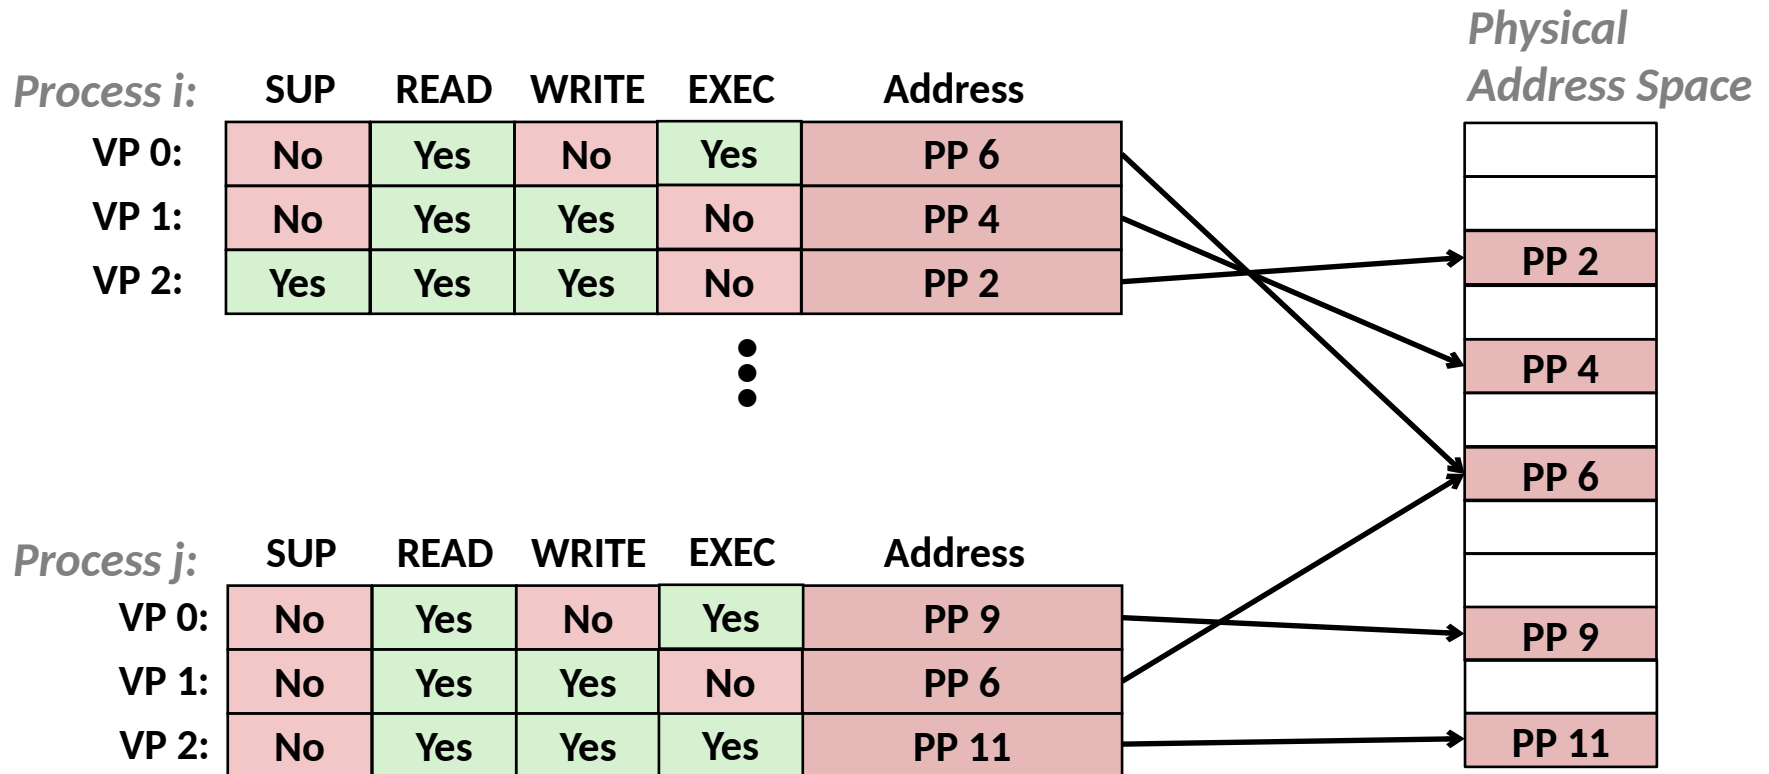 Physical
Address Space
Process i: SUP READ WRITE EXEC Address
VP 0: No Yes No Yes PP 6
VP 1: No Yes Yes No PP 4
VP 2: Yes Yes Yes No PP 2
PP 2
PP 4
PP 6
Process j: SUP READ WRITE EXEC Address
VP 0: No Yes No Yes PP 9
VP 1: No Yes Yes No PP 6
VP 2: No Yes Yes Yes PP 11
PP 9
PP 11